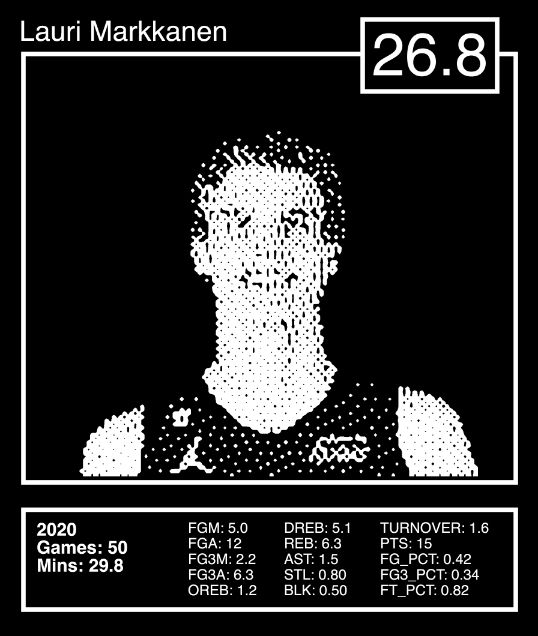 Lauri Markkanen
26.8
2020
Games: 50
Mins: 29.8
FGM: 5.0
FGA: 12
FG3M: 2.2
FG3A: 6.3
OREB: 1.2
DREB: 5.1
REB: 6.3
AST: 1.5
STL: 0.80
BLK: 0.50
TURNOVER: 1.6
PTS: 15
FG_PCT: 0.42
FG3_PCT: 0.34
FT_PCT: 0.82